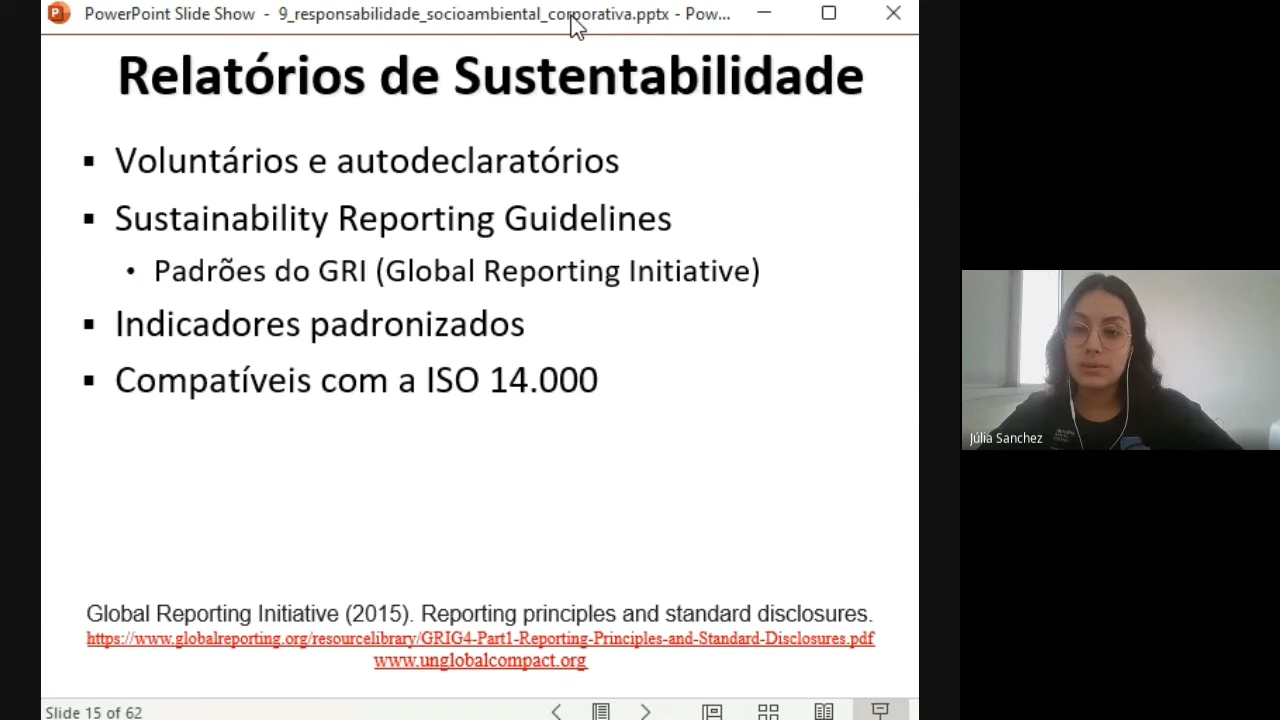 PowerPoint Slide Show - 9_responsabilidade_socioambiental_corporativa.pptx - Pow...
Relatórios de Sustentabilidade
▪ Voluntários e autodeclaratórios
▪ Sustainability Reporting Guidelines
• Padrões do GRI (Global Reporting Initiative)
▪ Indicadores padronizados
▪ Compatíveis com a ISO 14.000
Global Reporting Initiative (2015). Reporting principles and standard disclosures.
https://www.globalreporting.org/resourcelibrary/GRIG4-Part1-Reporting-Principles-and-Standard-Disclosures.pdf
www.unglobalcompact.org
Slide 15 of 62
Júlia Sanchez